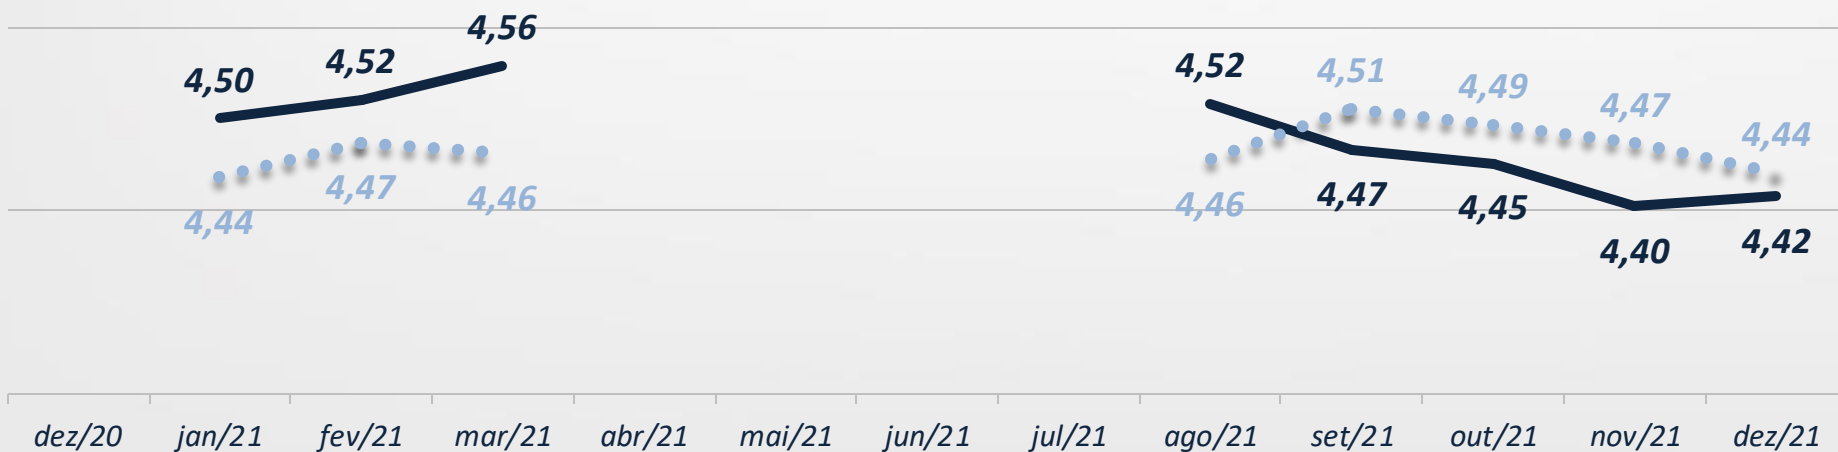 4,50 4,52 4,56 4,52 4,47 4,45 4,40 4,42
4,44 4,47 4,46 4,46 4,51 4,49 4,47 4,44
dez/20 jan/21 fev/21 mar/21 abr/21 mai/21 jun/21 jul/21 ago/21 set/21 out/21 nov/21 dez/21